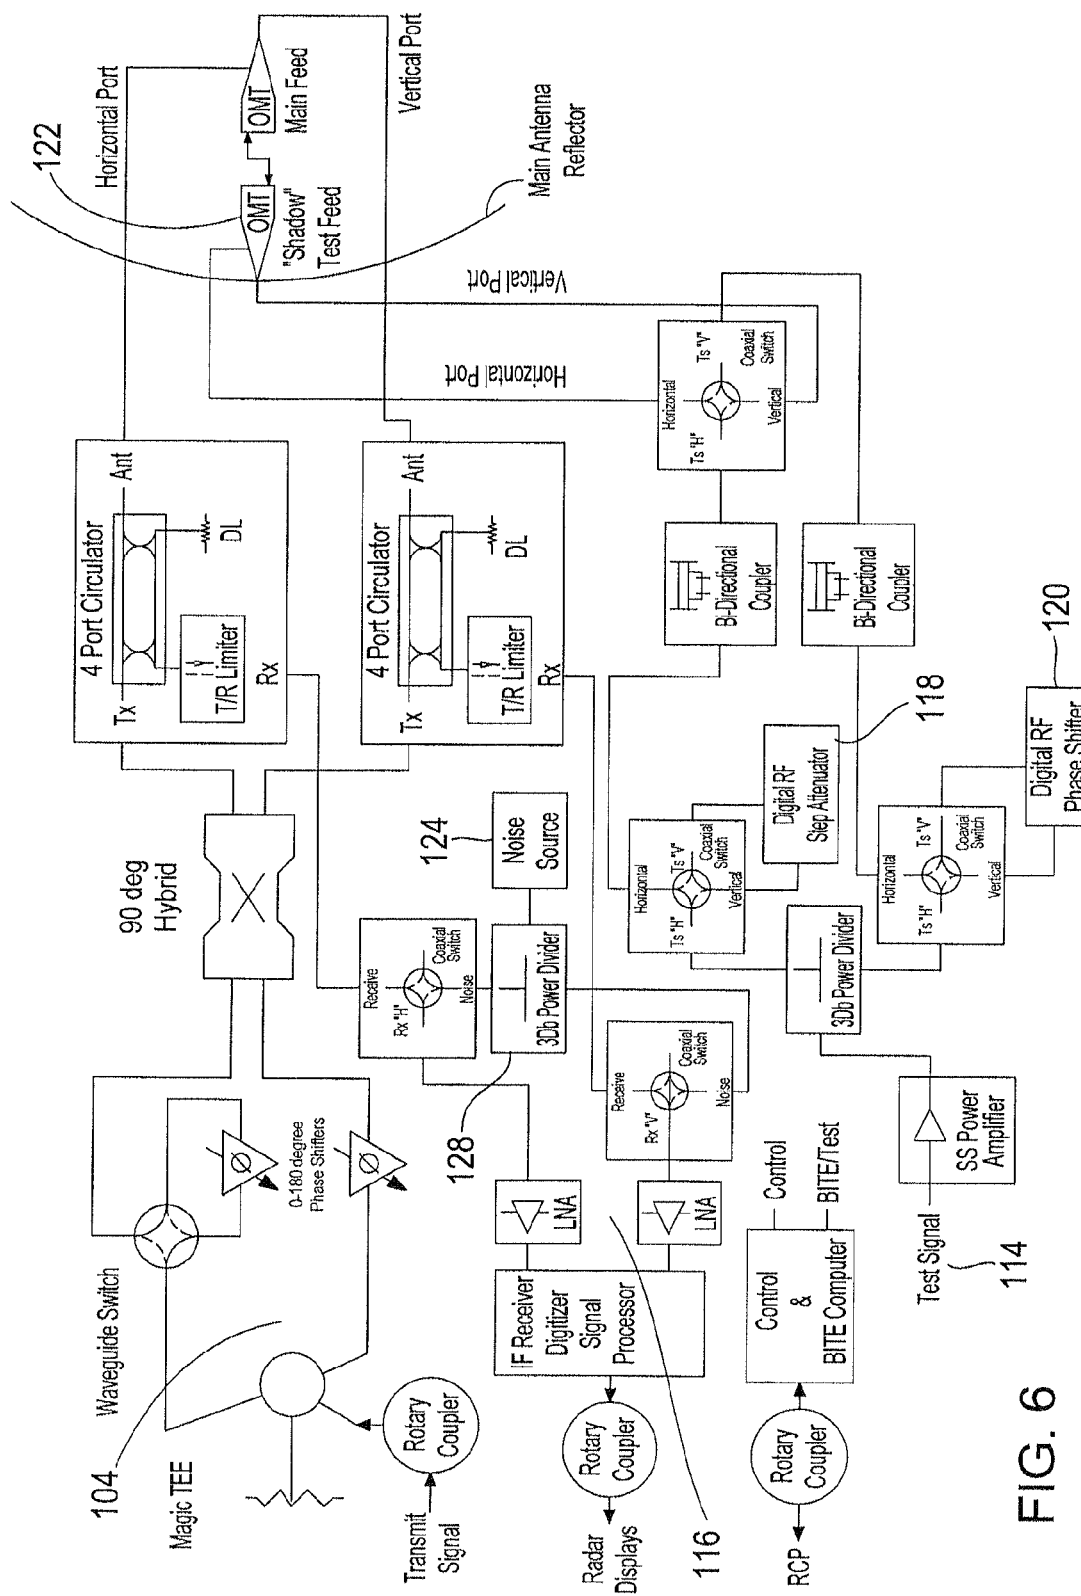 104
Magic TEE
Waveguide Switch
0-180 degree
Phase Shifters
90 deg
Hybrid
4 Port Circulator
Tx
Ant
T/R Limiter
DL
Rx
4 Port Circulator
Tx
Ant
T/R Limiter
DL
Rx
Horizontal Port
122
OMT
OMT
Main Feed
"Shadow"
Test Feed
Vertical Port
Main Antenna
Reflector
Vertical Port
Horizontal Port
Transmit
Signal
Rotary
Coupler
Receive
Rx "H"
Coaxial
Switch
Noise
124
Noise
Source
3Db Power Divider
128
Receive
Rx "V"
Coaxial
Switch
Noise
LNA
LNA
IF Receiver
Digitizer
Signal
Processor
Rotary
Coupler
Radar
Displays
116
Horizontal
Ts "H"
Ts "V"
Coaxial
Switch
Vertical
Bi-Directional
Coupler
Bi-Directional
Coupler
Horizontal
Ts "H"
Ts "V"
Coaxial
Switch
Vertical
Digital RF
Step Attenuator
118
Horizontal
Ts "H"
Ts "V"
Coaxial
Switch
Vertical
Digital RF
Phase Shifter
120
3Db Power Divider
SS Power
Amplifier
Test Signal
114
Control
&
BITE Computer
Control
BITE/Test
Rotary
Coupler
RCP
FIG. 6